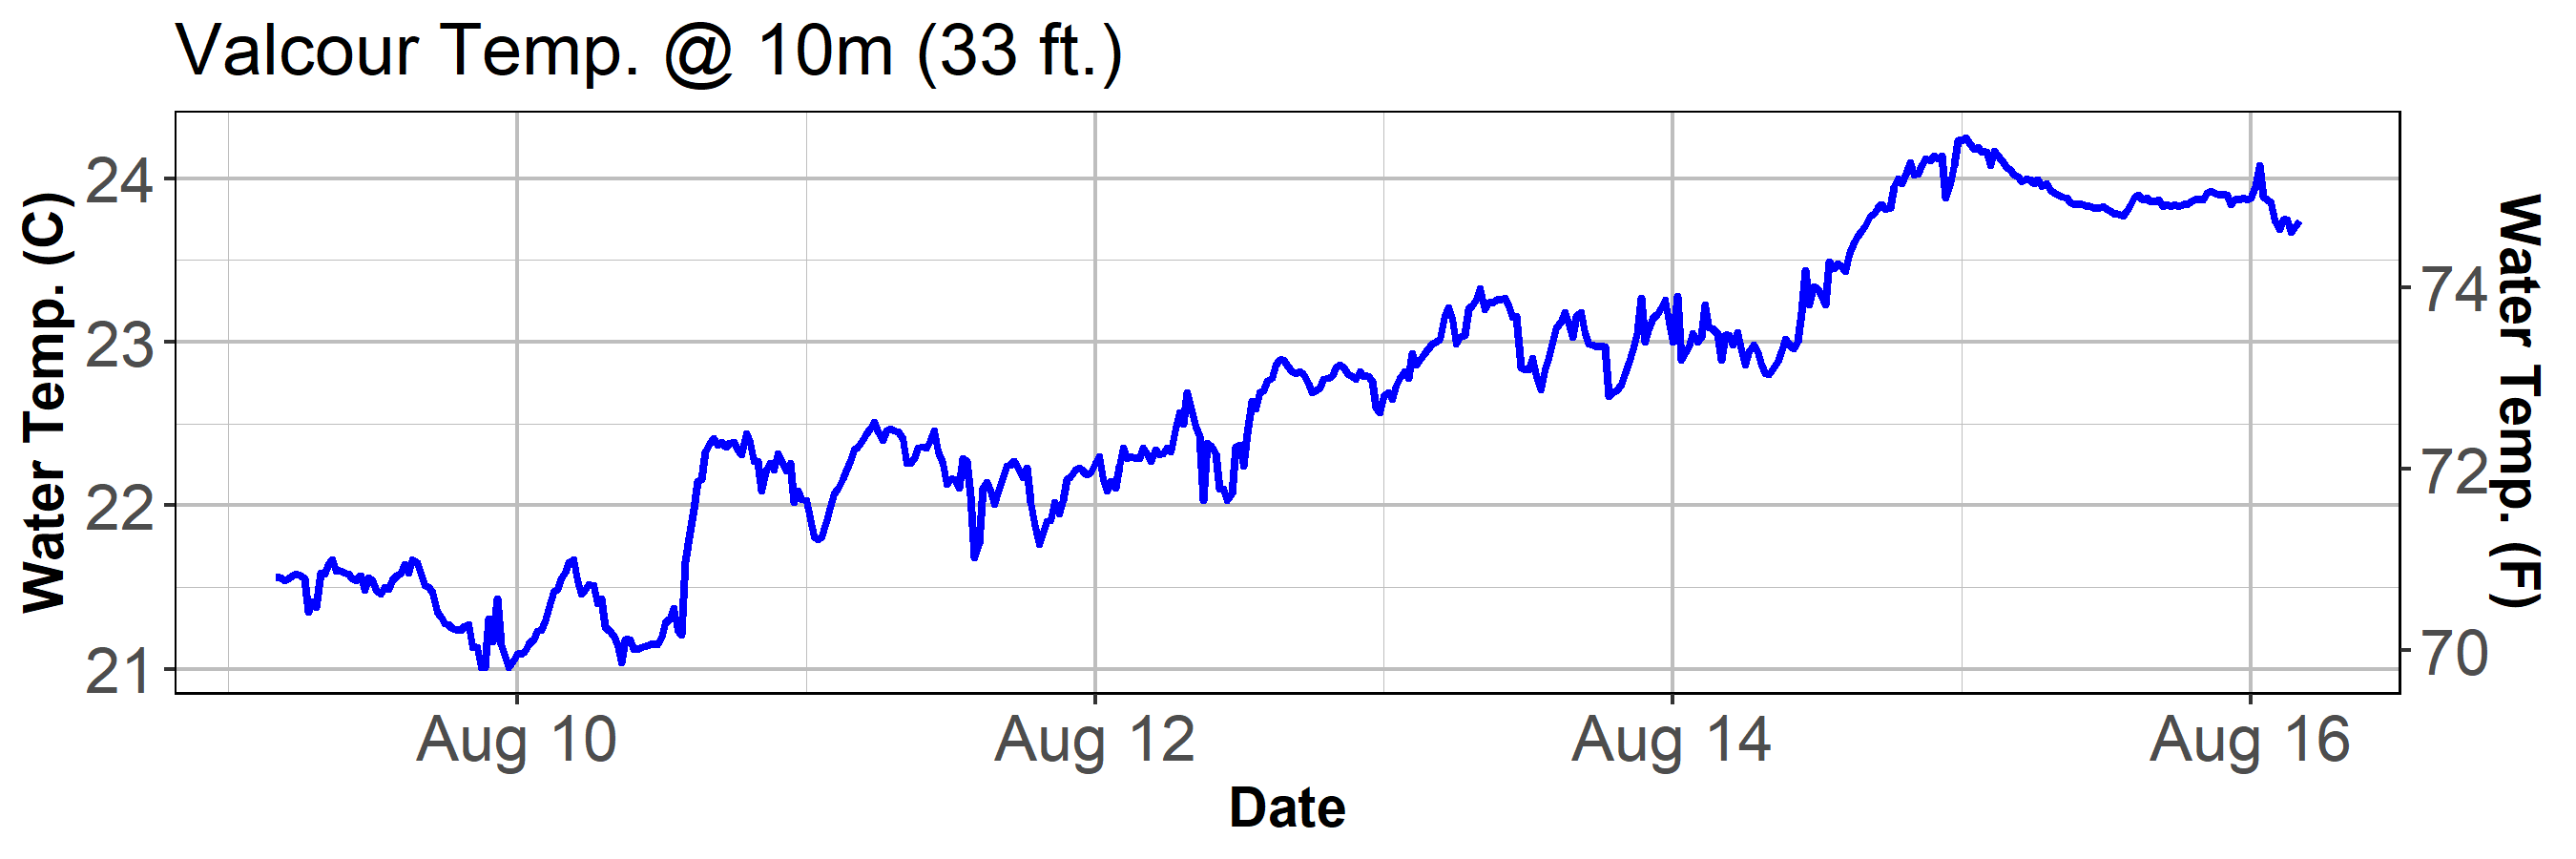 Valcour Temp. @ 10m (33 ft.)
Water Temp. (C)
24
23
22
21
74
72
70
Water Temp. (F)
Aug 10
Aug 12
Aug 14
Aug 16
Date